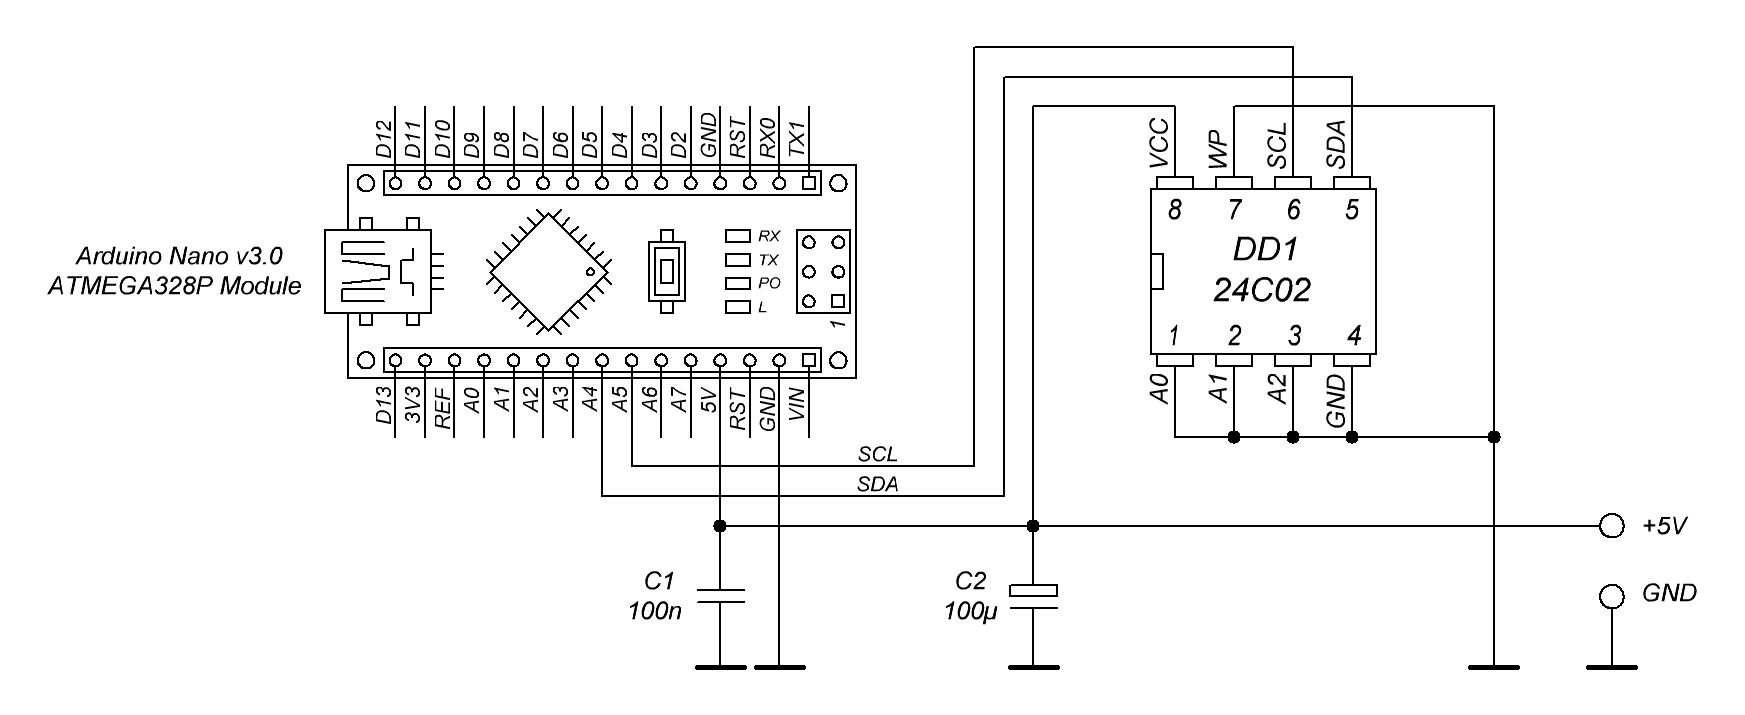 D12
D11
D10
D9
D8
D7
D6
D5
D4
D3
D2
GND
RST
RX0
TX1
VCC
WP
SCL
SDA
8
7
6
5
RX
TX
PO
L
1
Arduino Nano v3.0
ATMEGA328P Module
DD1
24C02
1
2
3
4
D13
3V3
REF
A0
A1
A2
A3
A4
A5
A6
A7
5V
RST
GND
VIN
A0
A1
A2
GND
SCL
SDA
+5V
C1
100n
C2
100µ
GND